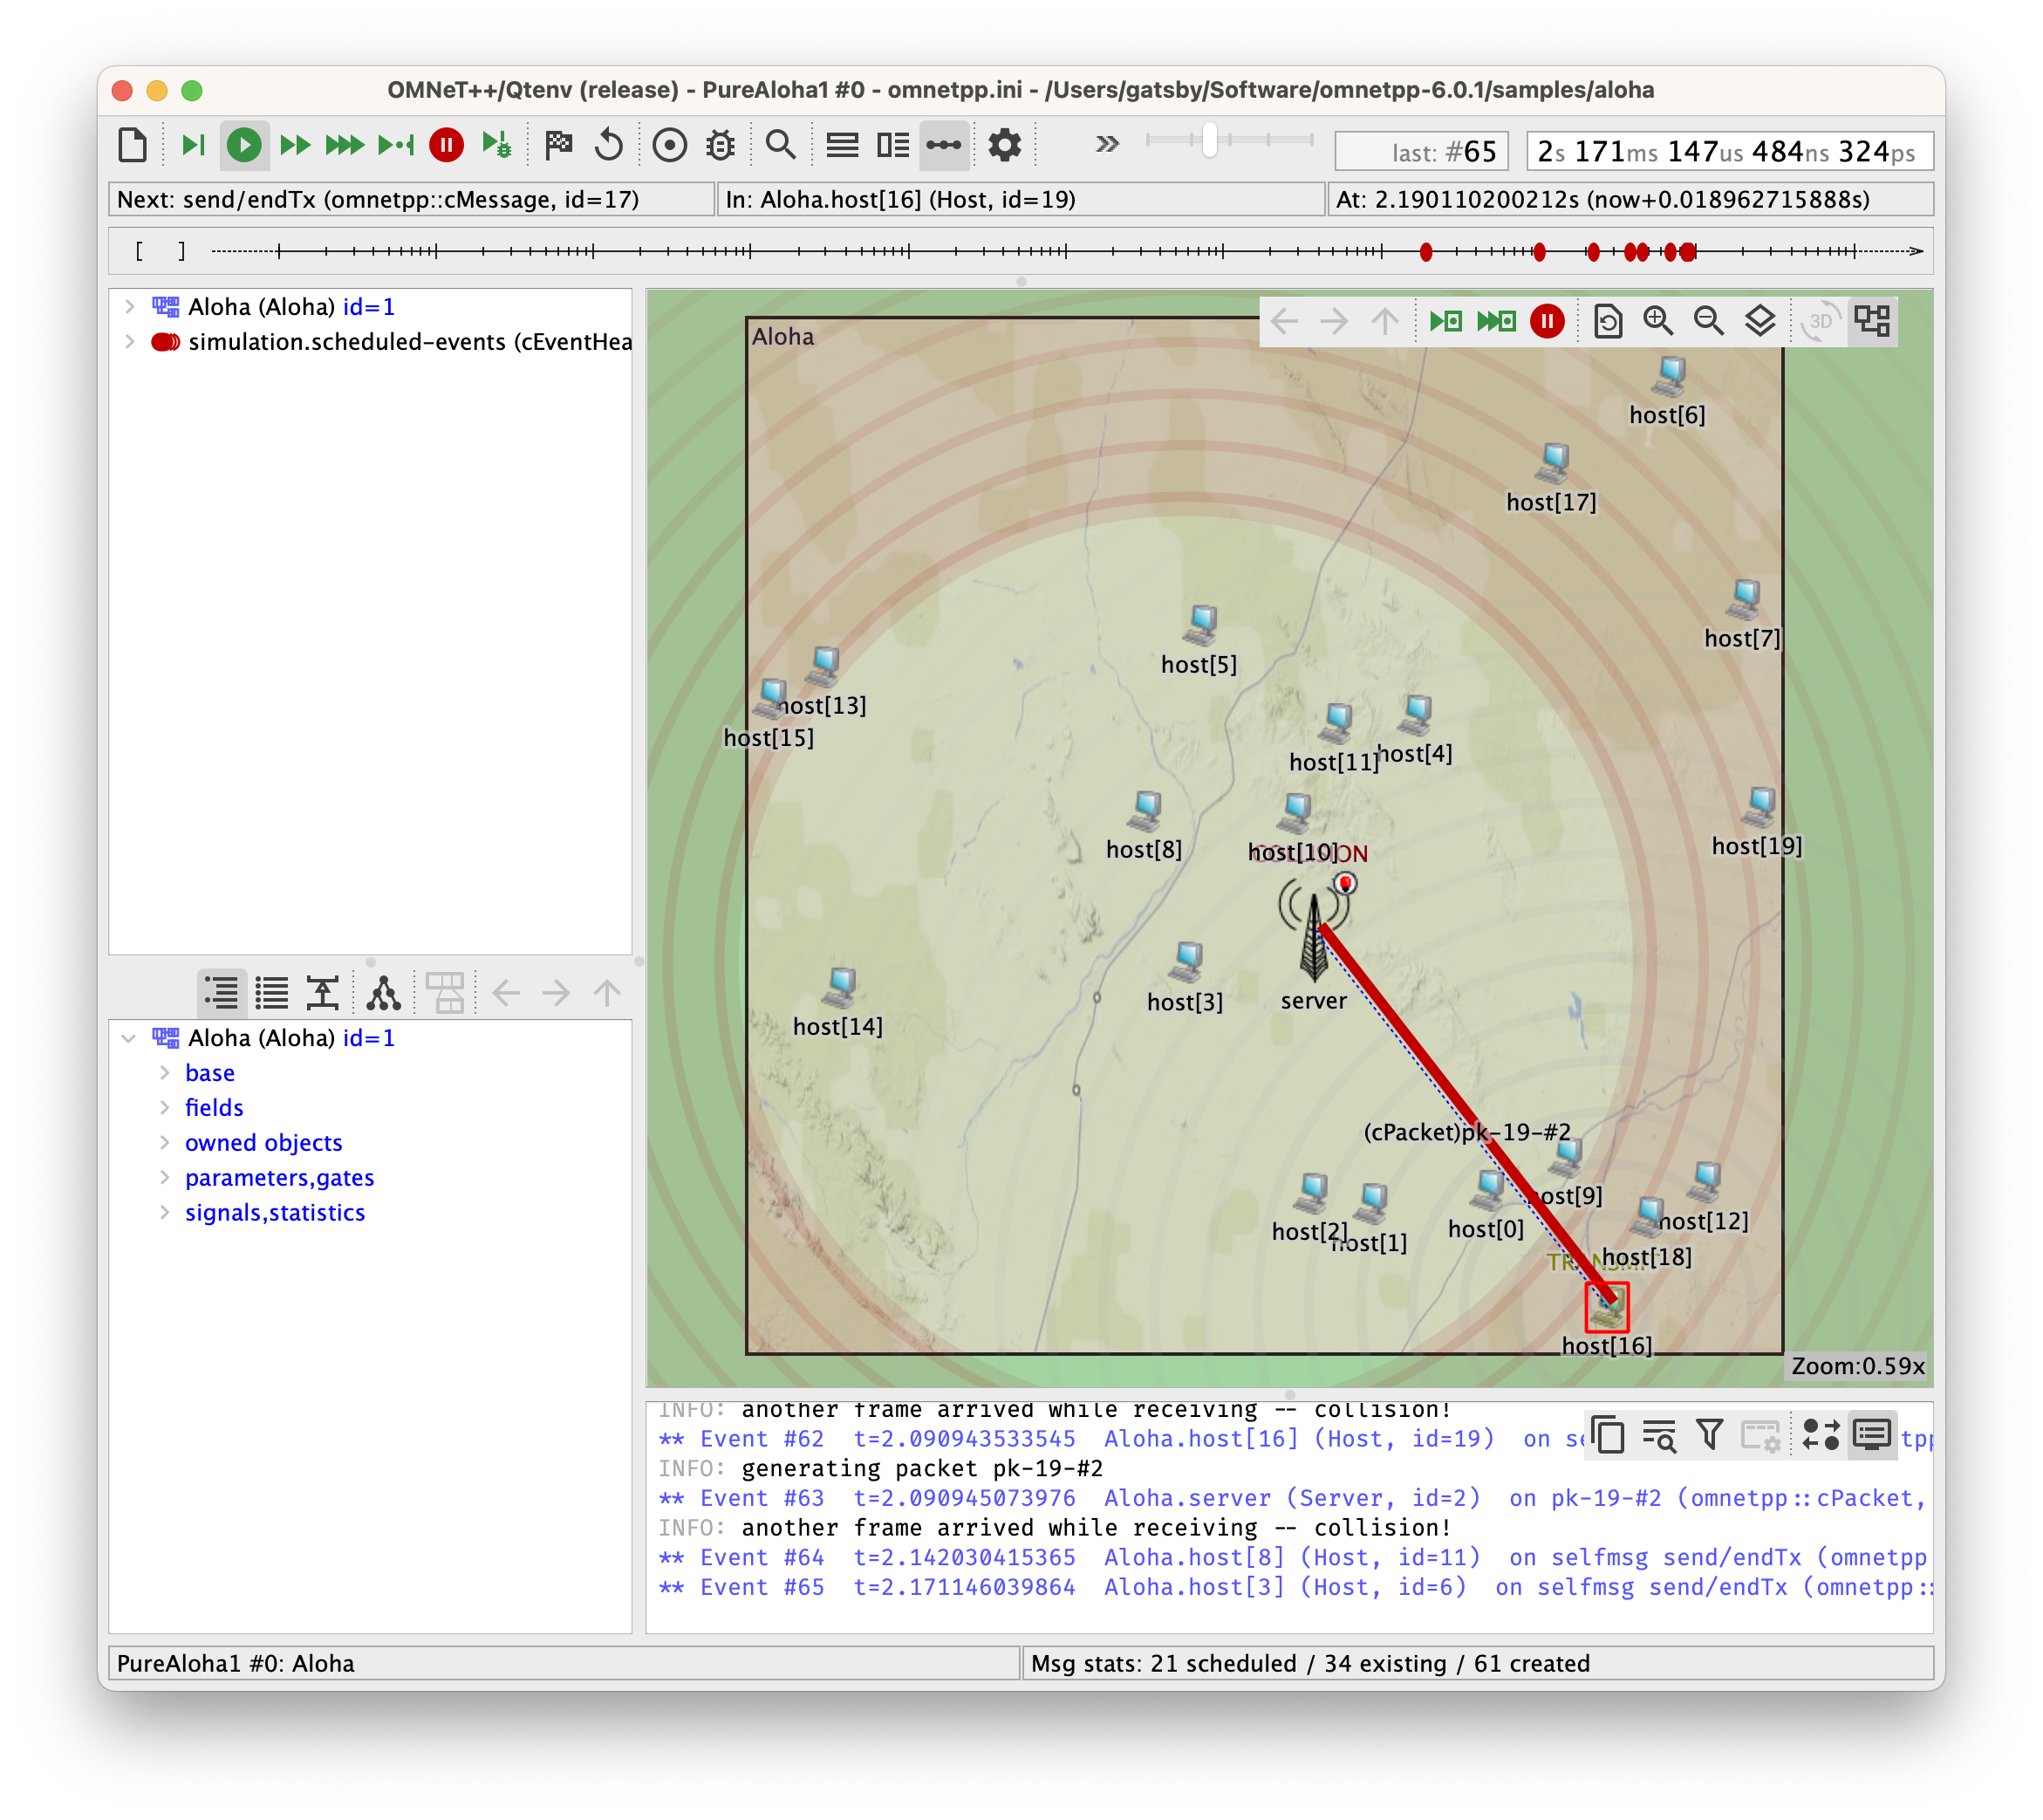 OMNeT++/Qtenv (release) - PureAloha1 #0 - omnetpp.ini - /Users/gatsby/Software/omnetpp-6.0.1/samples/aloha
last: #65
2s 171ms 147us 484ns 324ps
Next: send/endTx (omnetpp::cMessage, id=17)
In: Aloha.host[16] (Host, id=19)
At: 2.190110200212s (now+0.018962715888s)
[ ]
Aloha (Aloha) id=1
simulation.scheduled-events (cEventHea
Aloha (Aloha) id=1
base
fields
owned objects
parameters,gates
signals,statistics
Aloha
3D
host[6]
host[17]
host[7]
host[5]
host[13]
host[15]
host[11]
host[4]
host[8]
host[10]
COLLISION
host[19]
server
host[3]
host[14]
(cPacket)pk-19-#2
host[9]
host[2]
host[1]
host[0]
host[12]
host[18]
TRANSMIT
host[16]
Zoom:0.59x
INFO: another frame arrived while receiving -- collision!
** Event #62 t=2.090943533545 Aloha.host[16] (Host, id=19) on se
tpp
INFO: generating packet pk-19-#2
** Event #63 t=2.090945073976 Aloha.server (Server, id=2) on pk-19-#2 (omnetpp::cPacket,
INFO: another frame arrived while receiving -- collision!
** Event #64 t=2.142030415365 Aloha.host[8] (Host, id=11) on selfmsg send/endTx (omnetpp
** Event #65 t=2.171146039864 Aloha.host[3] (Host, id=6) on selfmsg send/endTx (omnetpp::
PureAloha1 #0: Aloha
Msg stats: 21 scheduled / 34 existing / 61 created